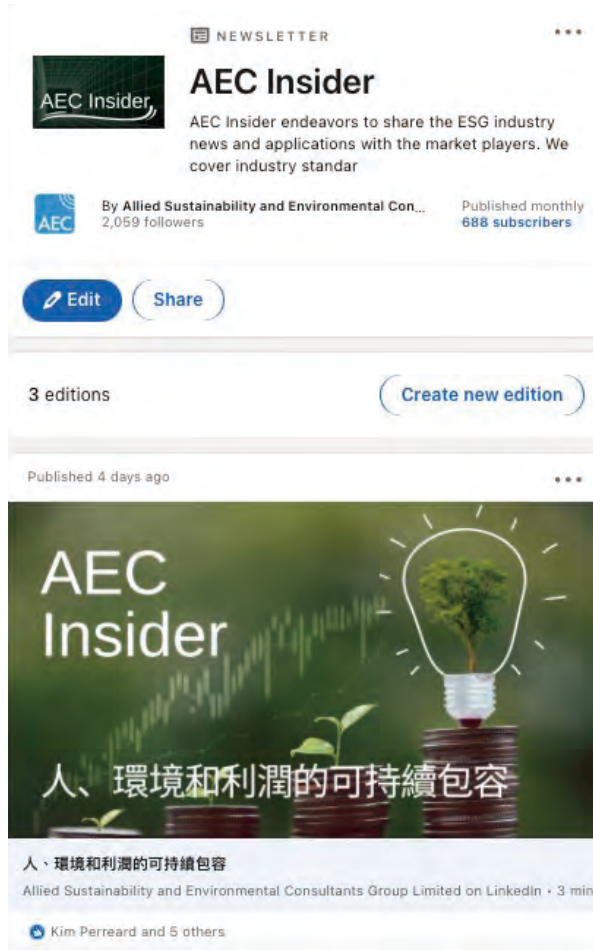 NEWSLETTER
AEC Insider
AEC Insider
AEC Insider endeavors to share the ESG industry
news and applications with the market players. We
cover industry standar
AEC
By Allied Sustainability and Environmental Con...
Published monthly
2,059 followers
688 subscribers
Edit
Share
3 editions
Create new edition
Published 4 days ago
AEC
Insider
人、環境和利潤的可持續包容
人、環境和利潤的可持續包容
Allied Sustainability and Environmental Consultants Group Limited on LinkedIn • 3 min
Kim Perreard and 5 others